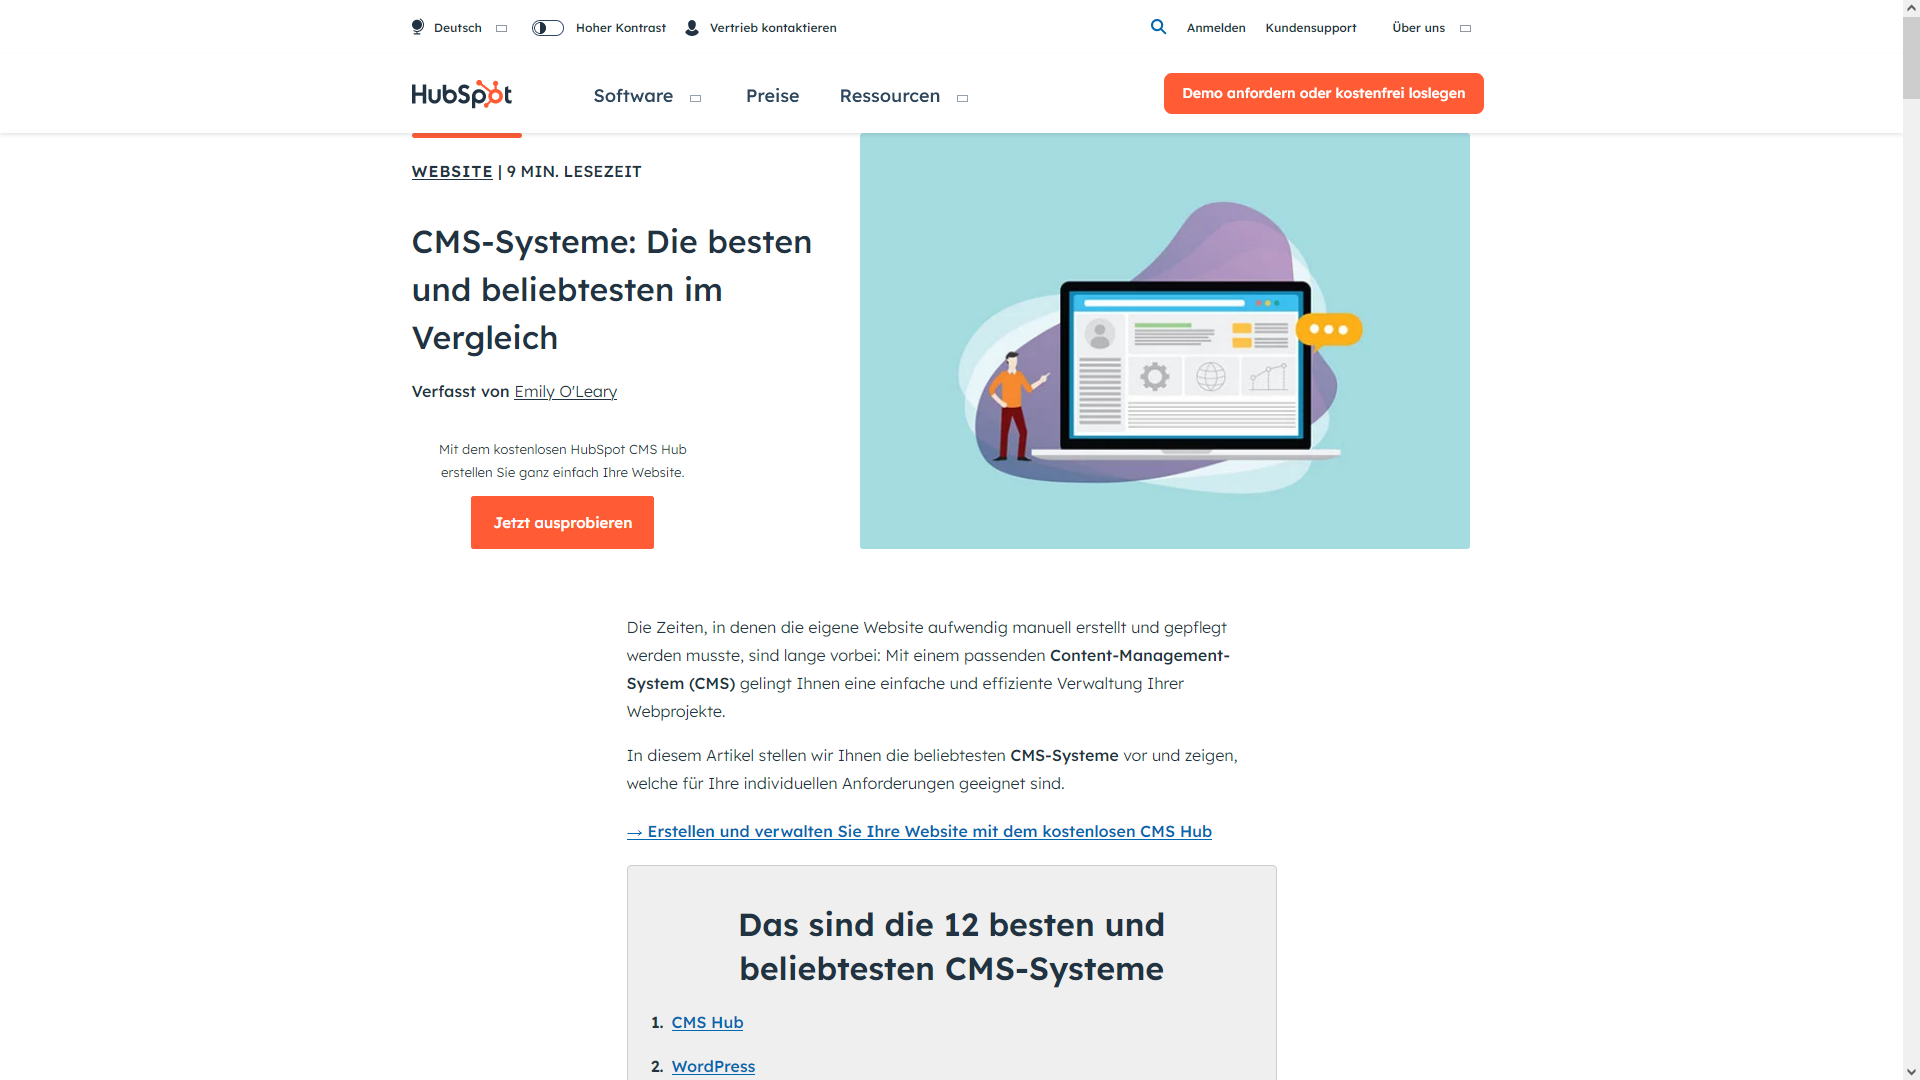 Deutsch
Hoher Kontrast
Vertrieb kontaktieren
Anmelden
Kundensupport
Über uns
HubSpot
Software
Preise
Ressourcen
Demo anfordern oder kostenfrei loslegen
WEBSITE | 9 MIN. LESEZEIT
CMS-Systeme: Die besten
und beliebtesten im
Vergleich
Verfasst von Emily O'Leary
Mit dem kostenlosen HubSpot CMS Hub
erstellen Sie ganz einfach Ihre Website.
Jetzt ausprobieren
Die Zeiten, in denen die eigene Website aufwendig manuell erstellt und gepflegt
werden musste, sind lange vorbei: Mit einem passenden Content-Management-
System (CMS) gelingt Ihnen eine einfache und effiziente Verwaltung Ihrer
Webprojekte.
In diesem Artikel stellen wir Ihnen die beliebtesten CMS-Systeme vor und zeigen,
welche für Ihre individuellen Anforderungen geeignet sind.
→ Erstellen und verwalten Sie Ihre Website mit dem kostenlosen CMS Hub
Das sind die 12 besten und
beliebtesten CMS-Systeme
1. CMS Hub
2. WordPress